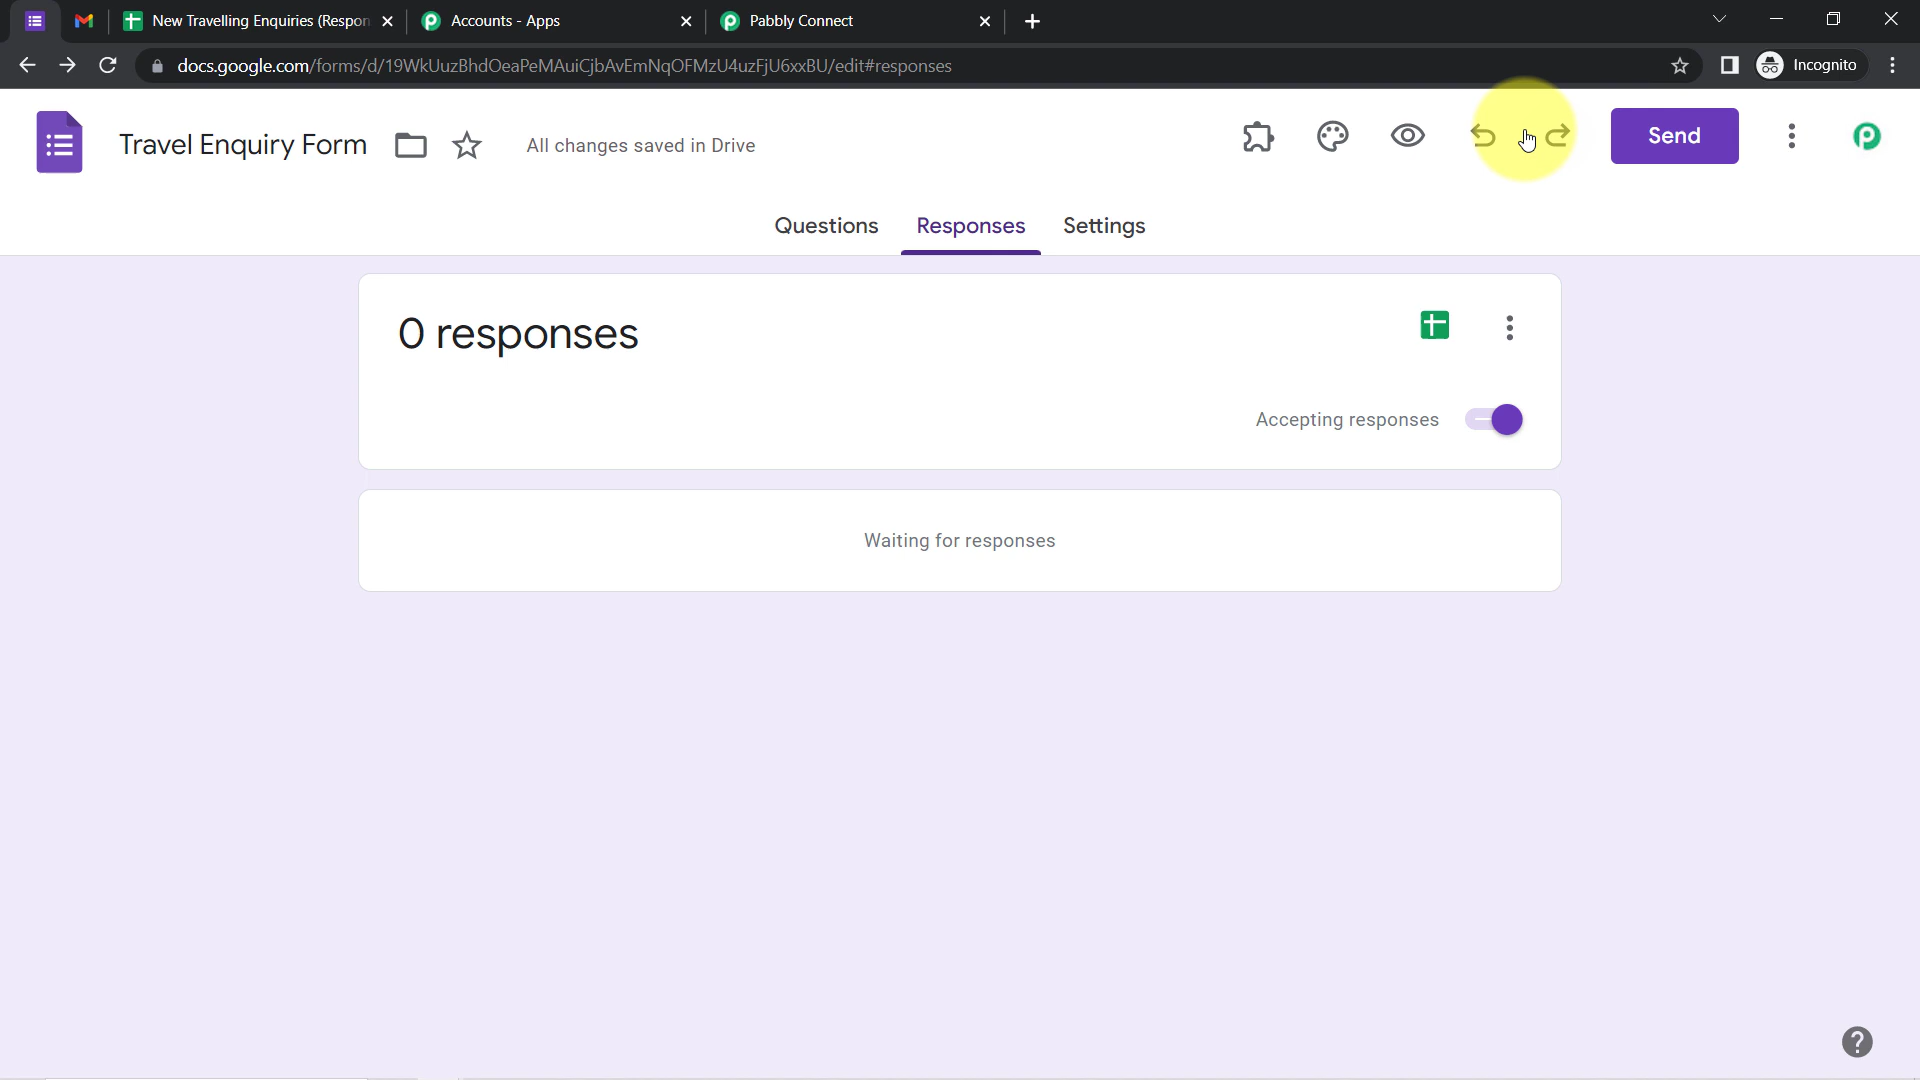 New Travelling Enquiries (Respon
Accounts - Apps
Pabbly Connect
docs.google.com/forms/d/19WkUuzBhdOeaPeMAuiCjbAvEmNqOFMzU4uzFjU6xxBU/edit#responses
Incognito
Travel Enquiry Form
All changes saved in Drive
Send
Questions Responses Settings
0 responses
Accepting responses
Waiting for responses